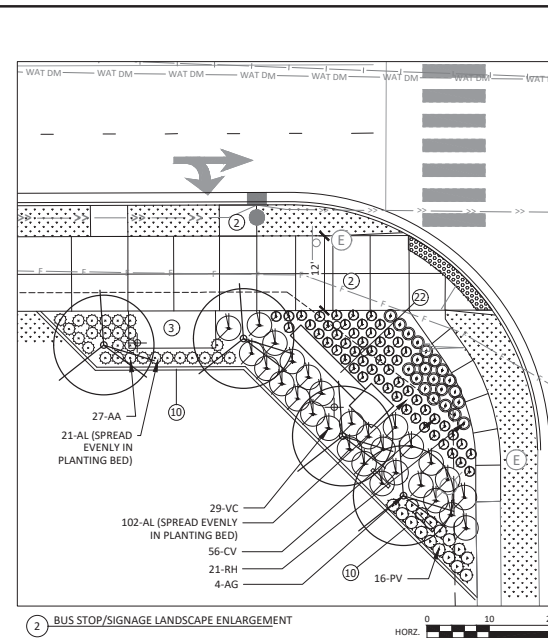 WAT DM WAT DM WAT DM WAT DM WAT DM WAT DM WAT DM WAT
>> >> >> >> >> >>
2
E
12'
2
F F F F F
22
3
27-AA
10
21-AL (SPREAD
EVENLY IN
PLANTING BED)
E
29-VC
102-AL (SPREAD EVENLY
IN PLANTING BED)
56-CV
21-RH
4-AG
10
16-PV
2 BUS STOP/SIGNAGE LANDSCAPE ENLARGEMENT
HORZ. 0 10